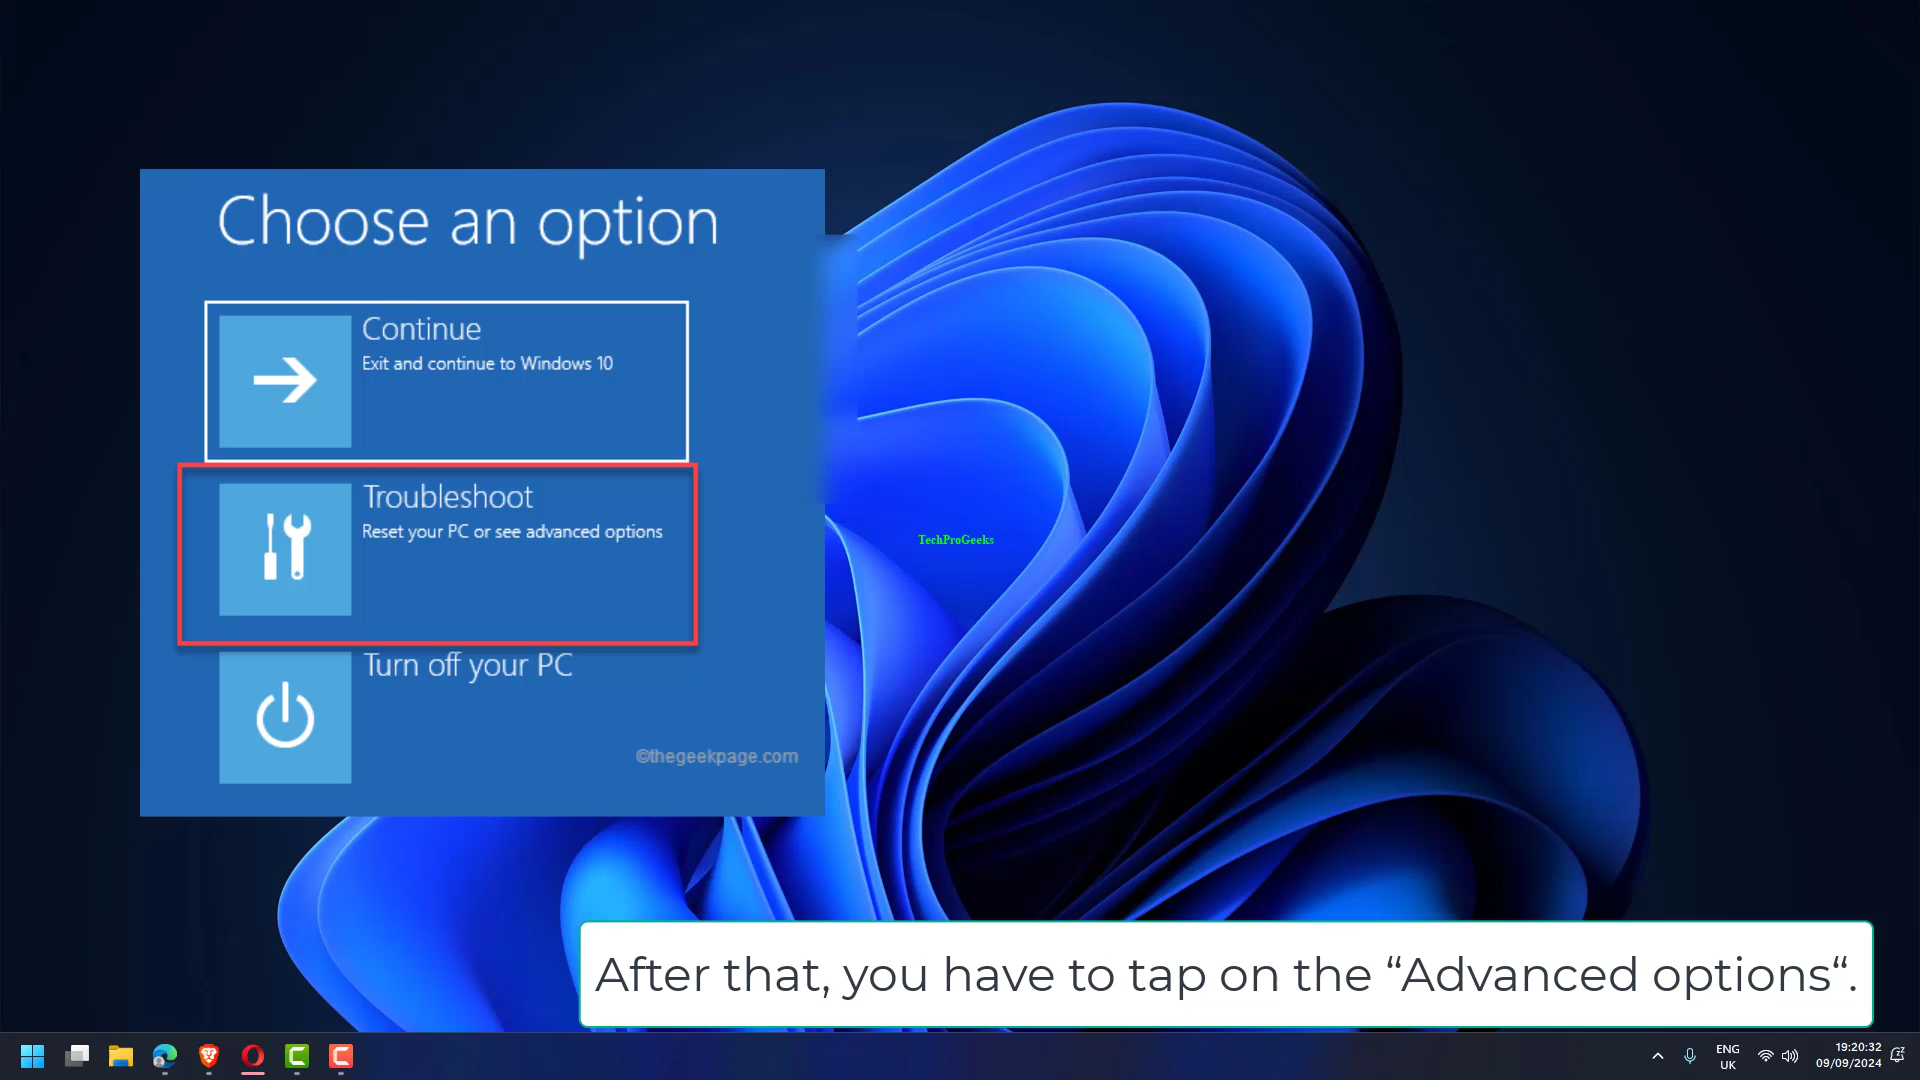 Choose an option
Continue
Exit and continue to Windows 10
Troubleshoot
Reset your PC or see advanced options
TechProGeeks
Turn off your PC
©thegeekpage.com
After that, you have to tap on the “Advanced options“.
ENG
UK
19:20:32
09/09/2024